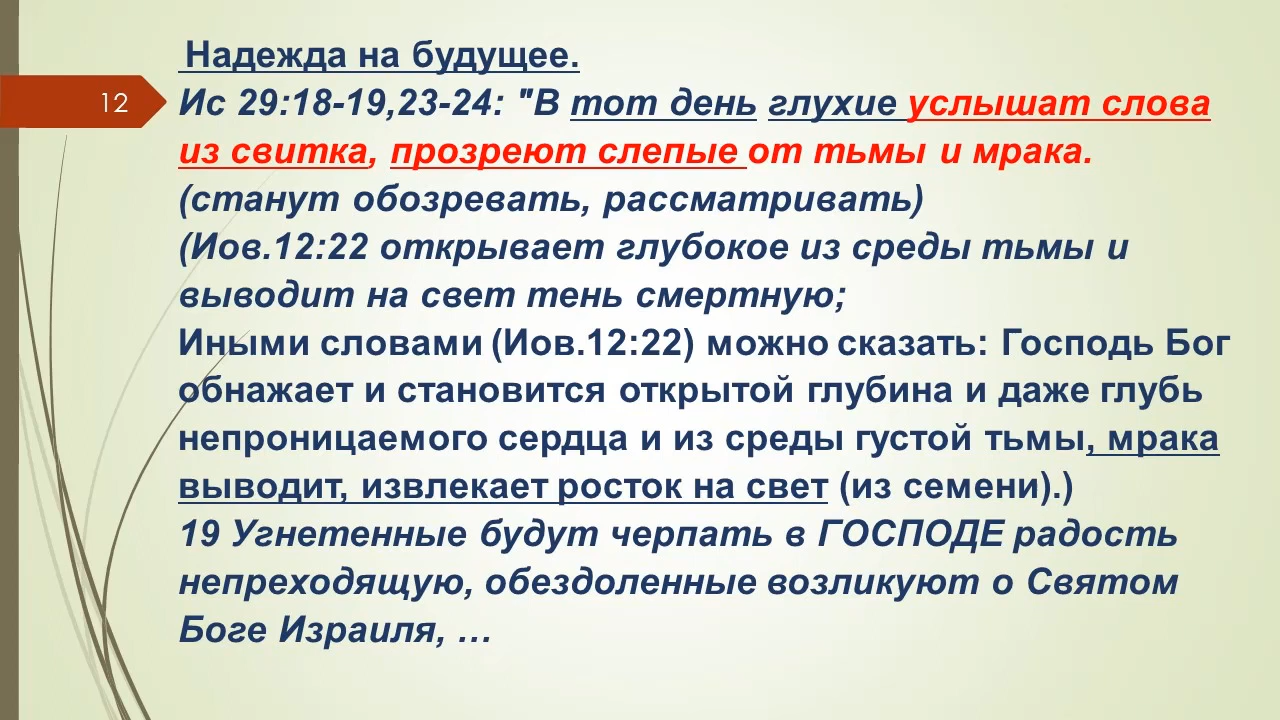 Надежда на будущее.
12
Ис 29:18-19,23-24: "В тот день глухие услышат слова
из свитка, прозреют слепые от тьмы и мрака.
(станут обозревать, рассматривать)
(Иов.12:22 открывает глубокое из среды тьмы и
выводит на свет тень смертную;
Иными словами (Иов.12:22) можно сказать: Господь Бог
обнажает и становится открытой глубина и даже глубь
непроницаемого сердца и из среды густой тьмы, мрака
выводит, извлекает росток на свет (из семени).)
19 Угнетенные будут черпать в ГОСПОДЕ радость
непреходящую, обездоленные возликуют о Святом
Боге Израиля, …